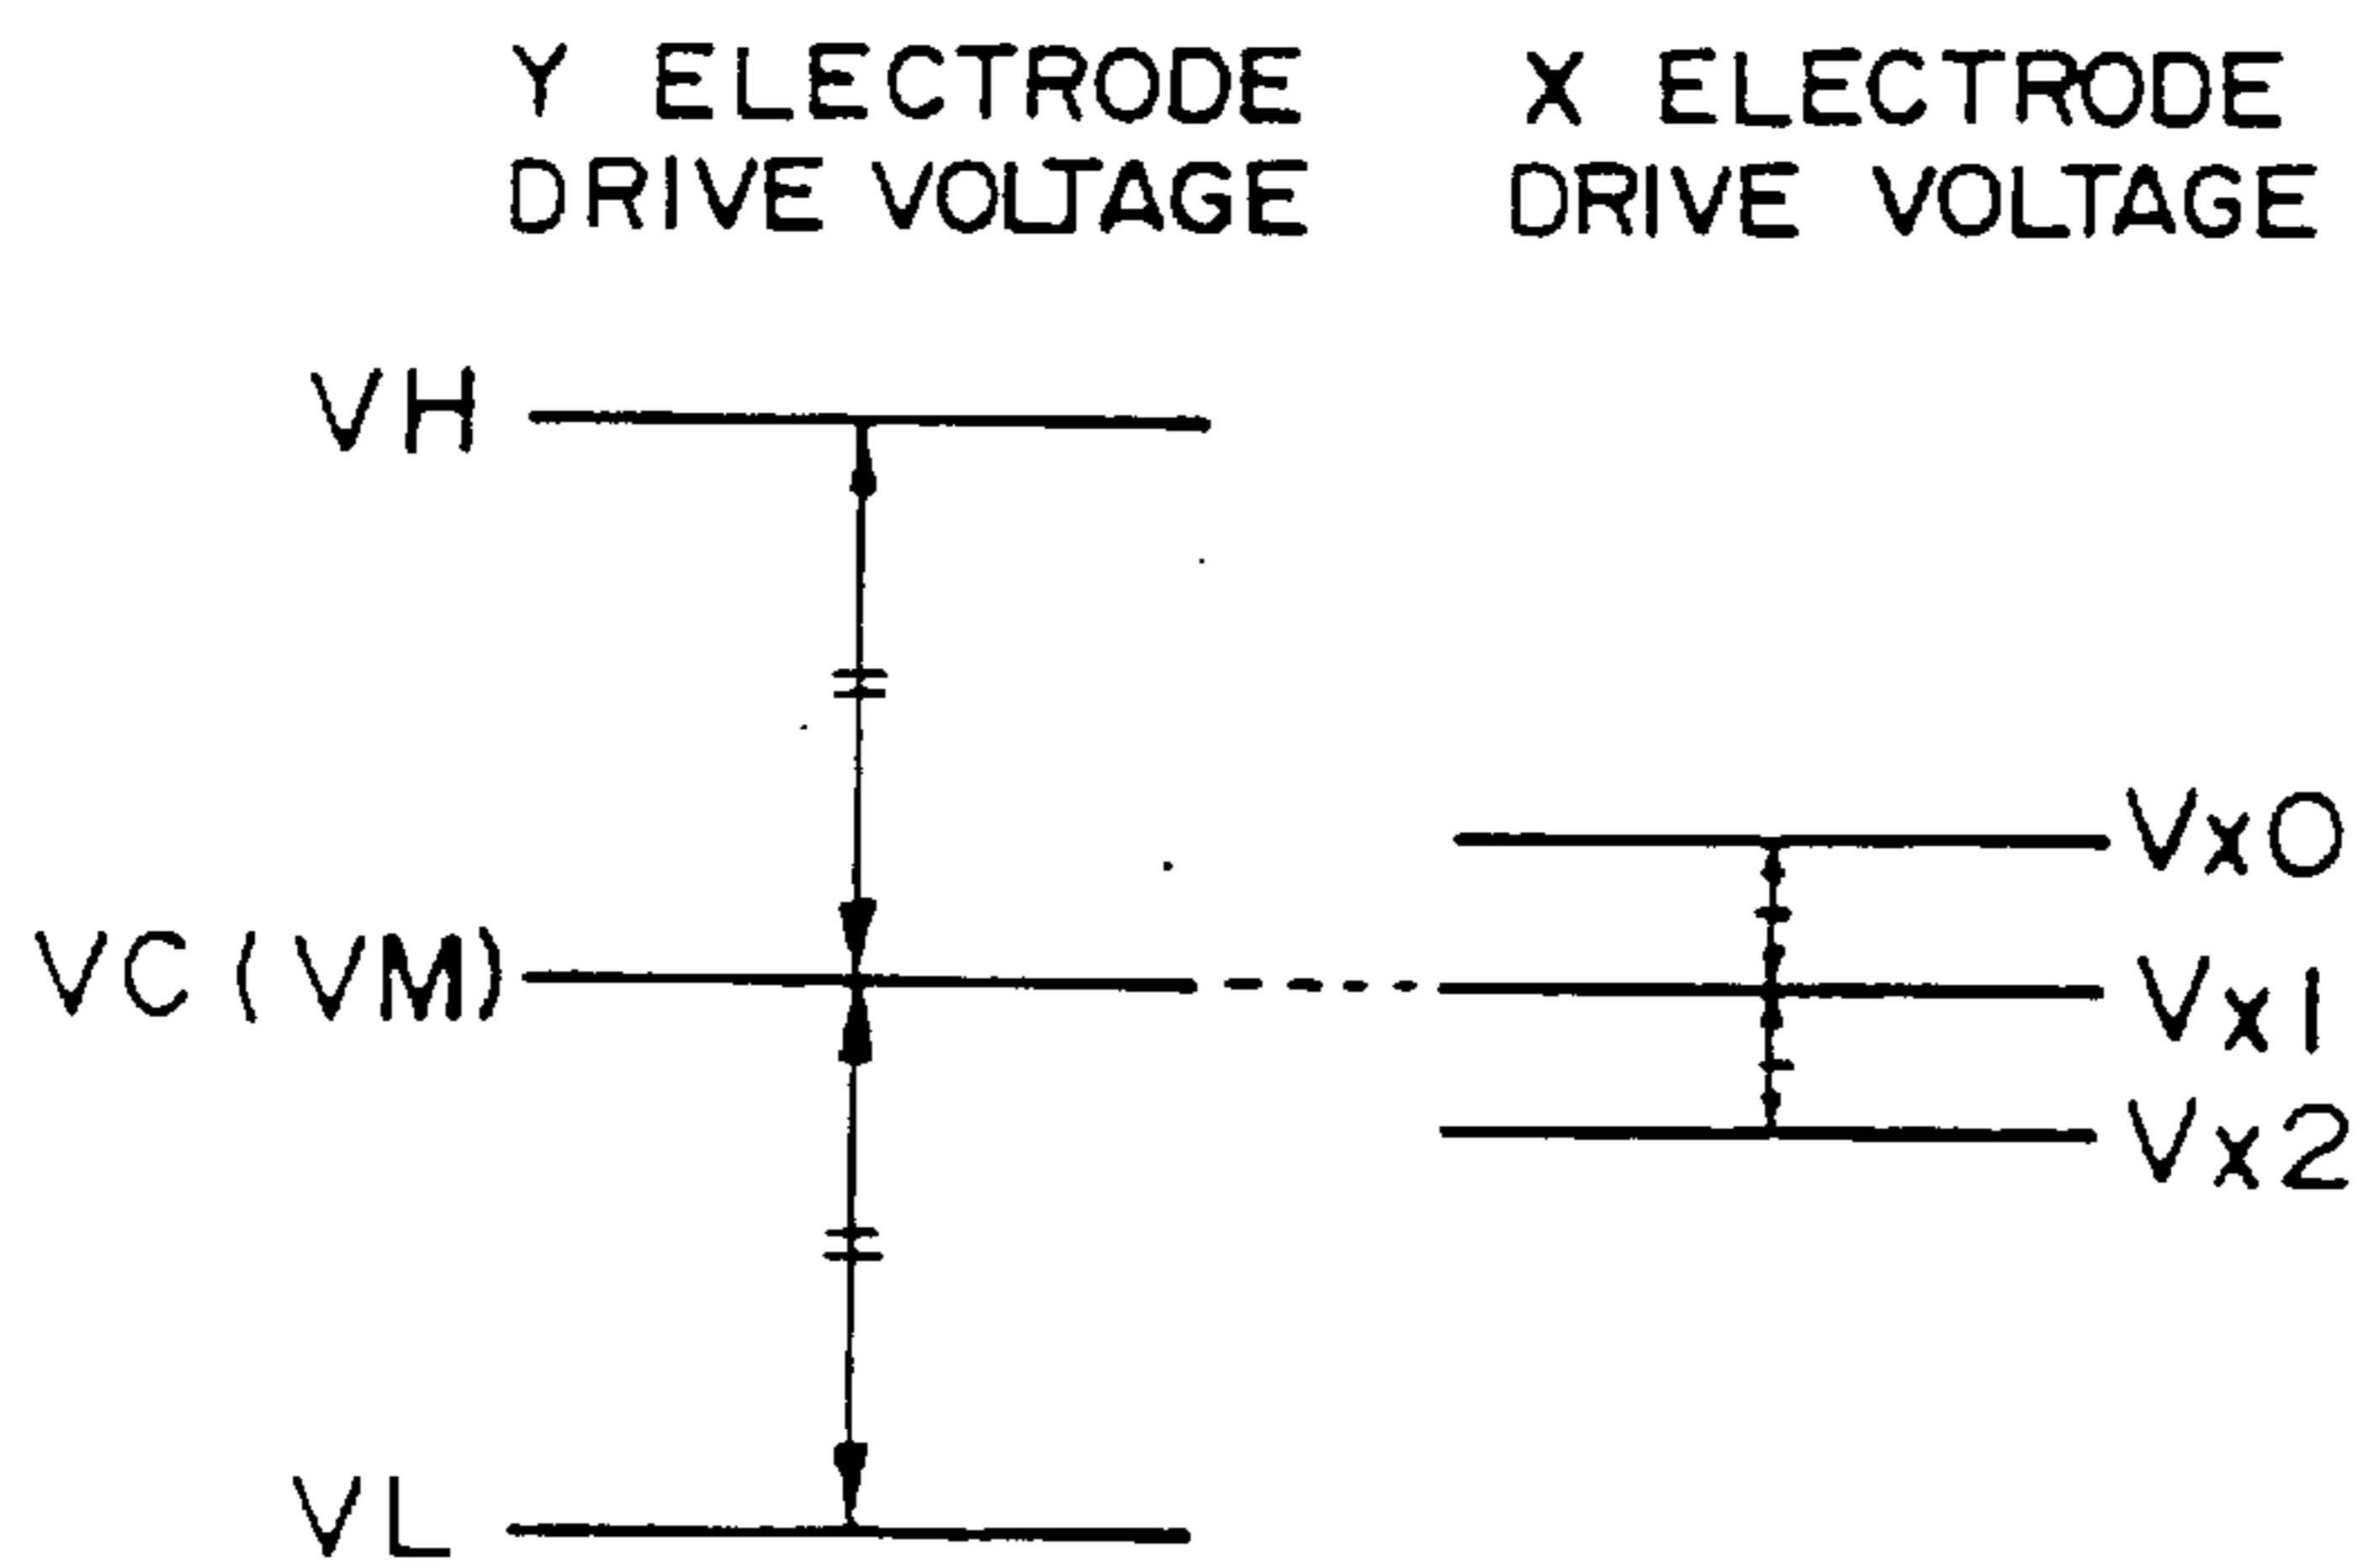 Y ELECTRODE
DRIVE VOLTAGE
X ELECTRODE
DRIVE VOLTAGE
VH
VC (VM)
VL
Vx0
Vx1
Vx2